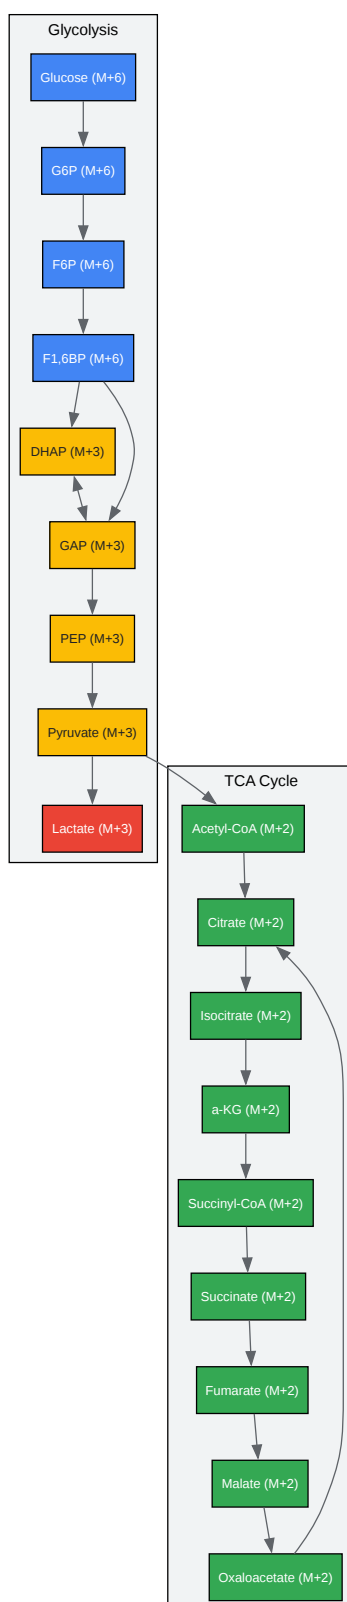 Glycolysis
Glucose (M+6)
G6P (M+6)
F6P (M+6)
F1,6BP (M+6)
DHAP (M+3)
GAP (M+3)
PEP (M+3)
Pyruvate (M+3)
Lactate (M+3)
TCA Cycle
Acetyl-CoA (M+2)
Citrate (M+2)
Isocitrate (M+2)
a-KG (M+2)
Succinyl-CoA (M+2)
Succinate (M+2)
Fumarate (M+2)
Malate (M+2)
Oxaloacetate (M+2)